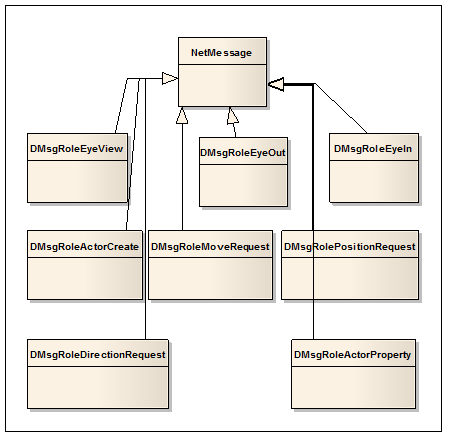 NetMessage
DMsgRoleEyeView
DMsgRoleEyeOut
DMsgRoleEyeIn
DMsgRoleActorCreate
DMsgRoleMoveRequest
DMsgRolePositionRequest
DMsgRoleDirectionRequest
DMsgRoleActorProperty